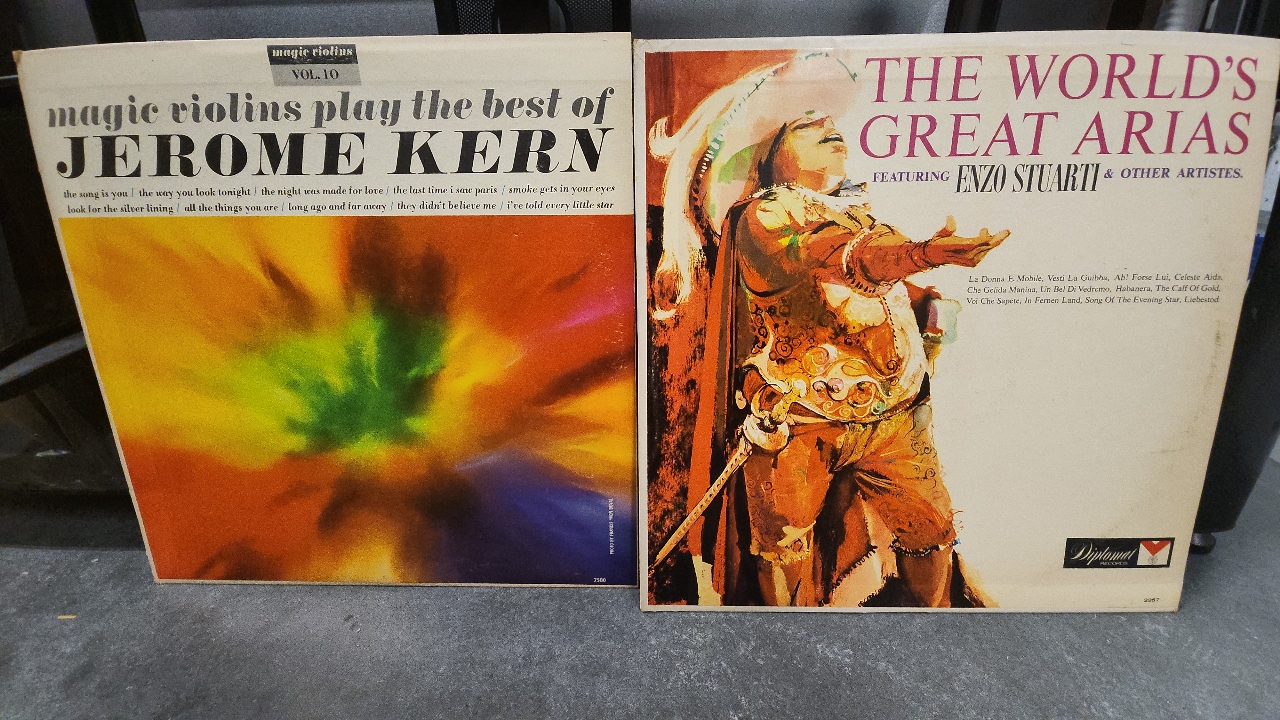 magic violins
VOL. 10
magic violins play the best of
JEROME KERN
the song is you / the way you look tonight / the night was made for love / the last time i saw paris / smoke gets in your eyes
look for the silver lining / all the things you are / long ago and far away / they didn't believe me / i've told every little star
PHOTO BY
2500
THE WORLD'S
GREAT ARIAS
FEATURING ENZO STUARTI & OTHER ARTISTES.
La Donna E Mobile, Vesti La Guibba, Ah! Forse Lui, Celeste Aida,
Che Gelida Manina, Un Bel Di Vedremo, Habanera, The Calf Of Gold,
Voi Che Sapete, In Fernen Land, Song Of The Evening Star, Liebestod
Diplomat
RECORDS